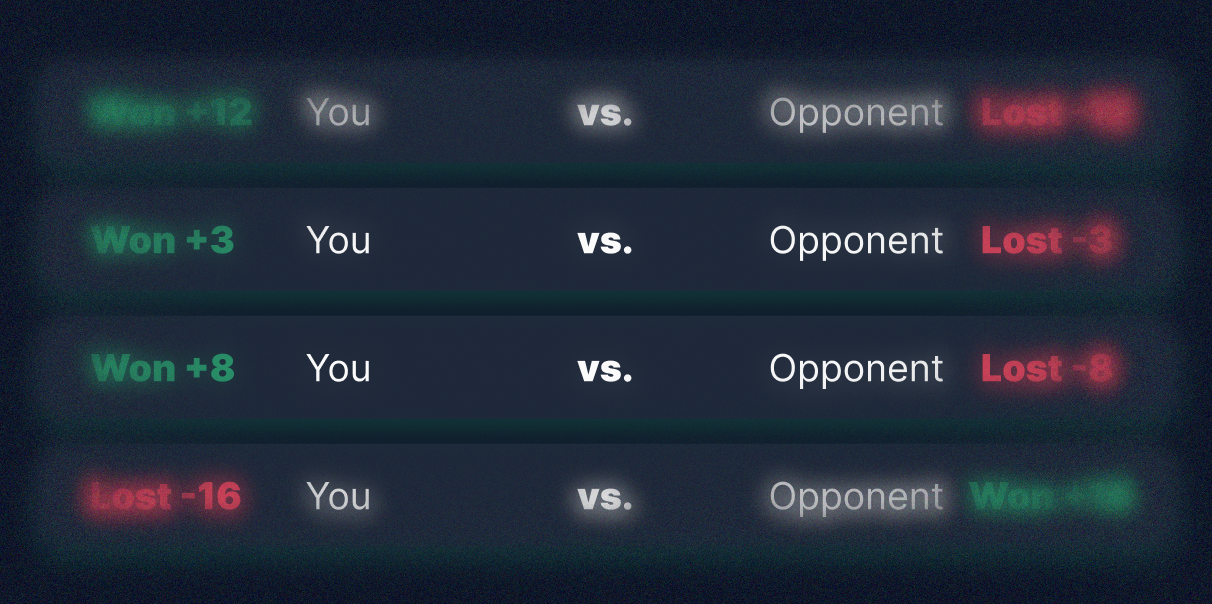 Won +12 You vs. Opponent Lost
Won +3 You vs. Opponent Lost -3
Won +8 You vs. Opponent Lost -8
Lost -16 You vs. Opponent Won